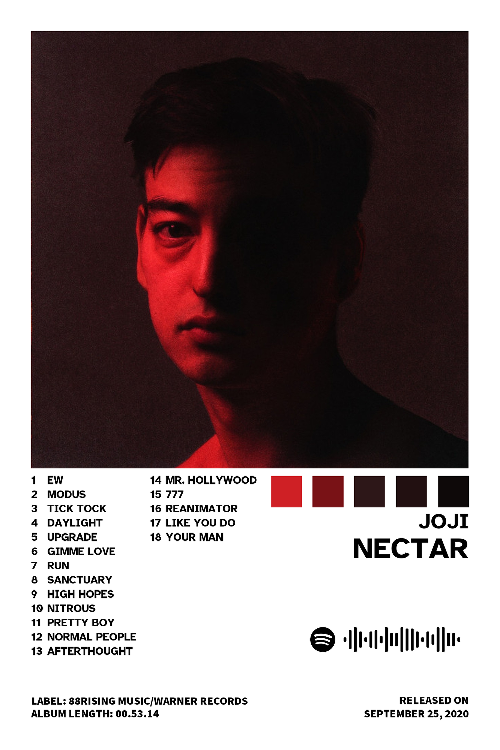 1 EW
2 MODUS
3 TICK TOCK
4 DAYLIGHT
5 UPGRADE
6 GIMME LOVE
7 RUN
8 SANCTUARY
9 HIGH HOPES
10 NITROUS
11 PRETTY BOY
12 NORMAL PEOPLE
13 AFTERTHOUGHT
14 MR. HOLLYWOOD
15 777
16 REANIMATOR
17 LIKE YOU DO
18 YOUR MAN
JOJI
NECTAR
LABEL: 88RISING MUSIC/WARNER RECORDS
ALBUM LENGTH: 00.53.14
RELEASED ON
SEPTEMBER 25, 2020